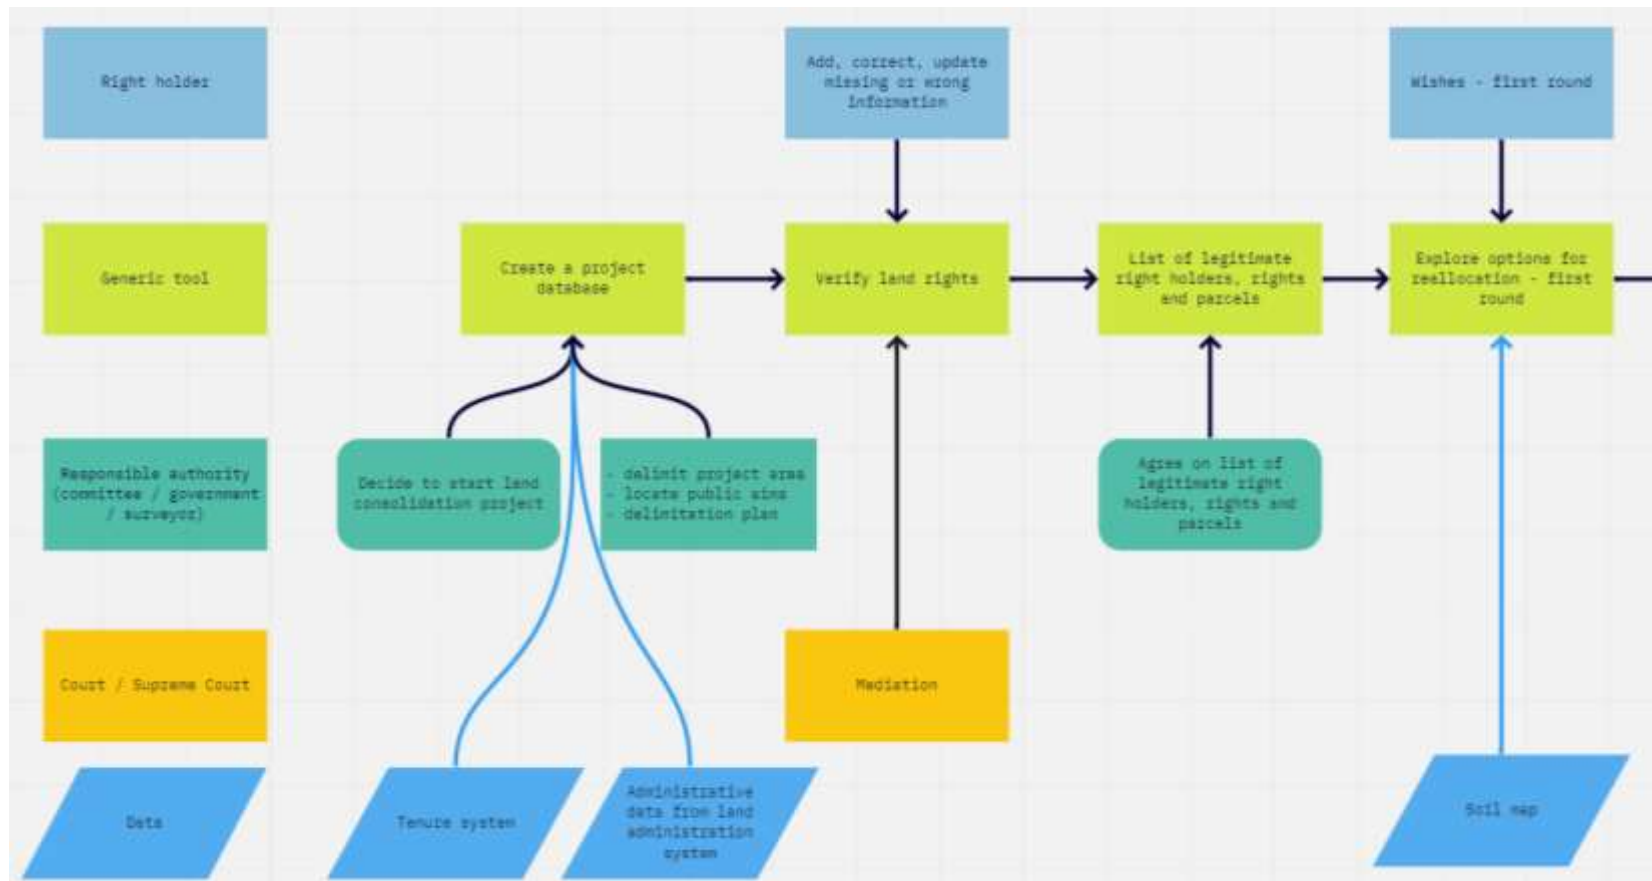 Right holder
Add, correct, update
missing or wrong
information
Wishes - first round
Generic tool
Create a project
database
Verify land rights
List of legitimate
right holders, rights
and parcels
Explore options for
reallocation - first
round
Responsible authority
(committee / government
/ surveyor)
Decide to start land
consolidation project
- delimit project area
- locate public aims
- delimitation plan
Agree on list of
legitimate right
holders, rights and
parcels
Court / Supreme Court
Mediation
Data
Tenure system
Administrative
data from land
administration
system
Soil map